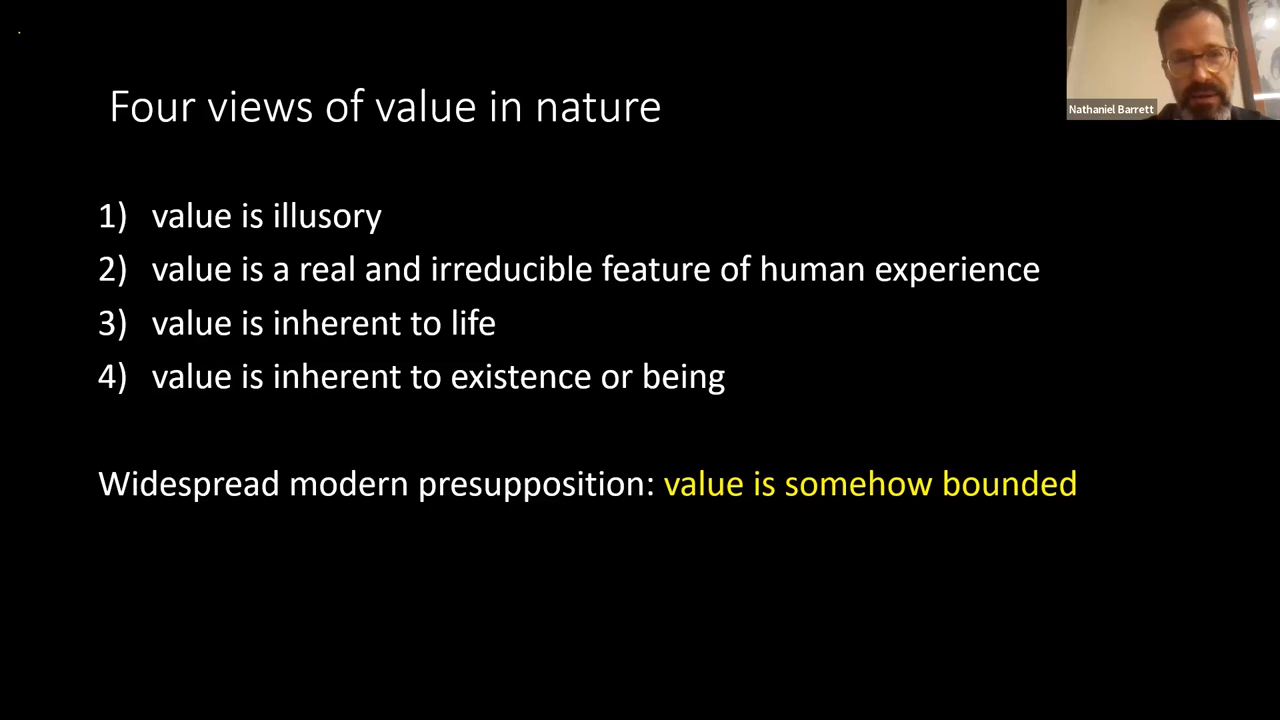 Nathaniel Barrett
Four views of value in nature
1) value is illusory
2) value is a real and irreducible feature of human experience
3) value is inherent to life
4) value is inherent to existence or being
Widespread modern presupposition: value is somehow bounded